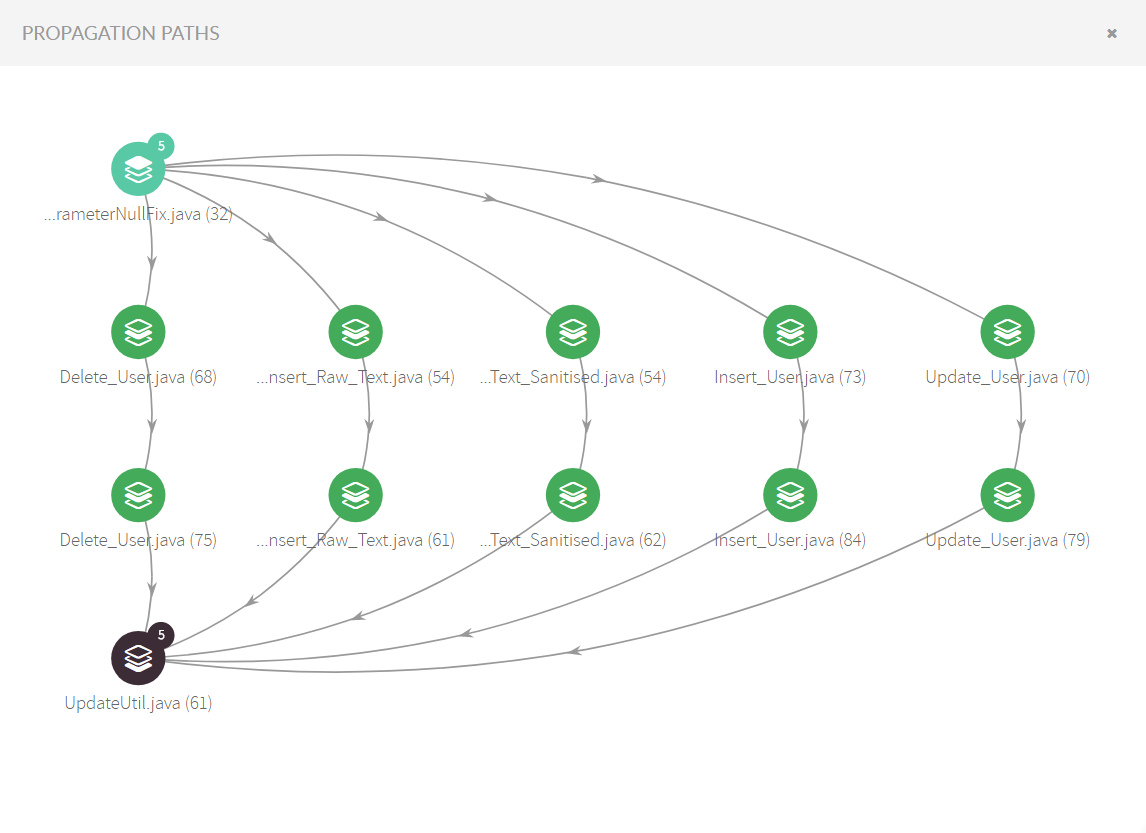 PROPAGATION PATHS
5
...rameterNullFix.java (32)
Delete_User.java (68)
...nsert_Raw_Text.java (54)
...Text_Sanitised.java (54)
Insert_User.java (73)
Update_User.java (70)
Delete_User.java (75)
...nsert_Raw_Text.java (61)
...Text_Sanitised.java (62)
Insert_User.java (84)
Update_User.java (79)
5
UpdateUtil.java (61)